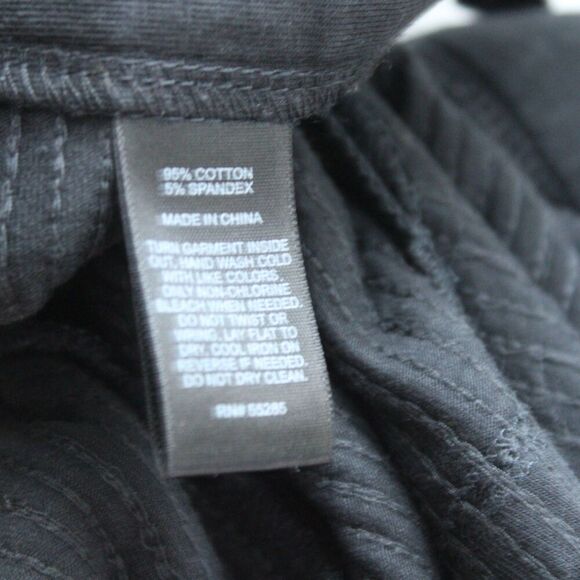 95% COTTON
5% SPANDEX
MADE IN CHINA
TURN GARMENT INSIDE
OUT. HAND WASH COLD
WITH LIKE COLORS.
ONLY NON-CHLORINE
BLEACH WHEN NEEDED.
DO NOT TWIST OR
WRING. LAY FLAT TO
DRY. COOL IRON ON
REVERSE IF NEEDED.
DO NOT DRY CLEAN.
RN# 55285